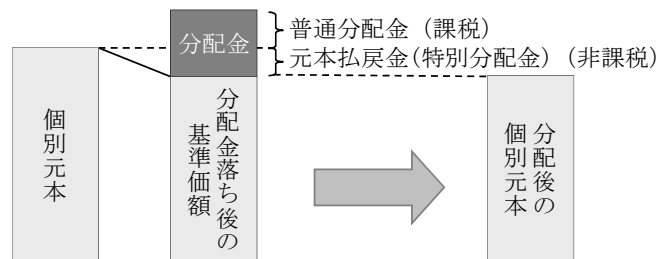 分配金
普通分配金（課税）
元本払戻金(特別分配金)（非課税）
個別元本
分配金落ち後の
基準価額
分配後の
個別元本